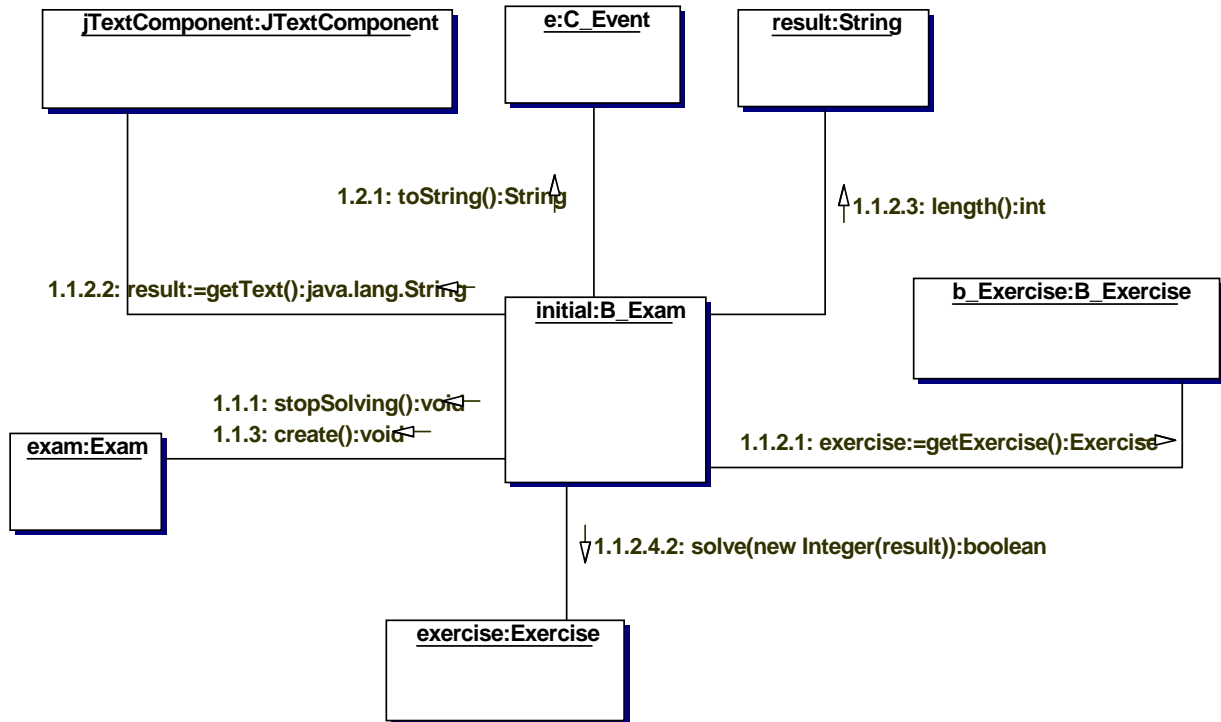 jTextComponent:JTextComponent
e:C_Event
result:String
1.2.1: toString():String
1.1.2.3: length():int
1.1.2.2: result:=getText():java.lang.String
initial:B_Exam
b_Exercise:B_Exercise
1.1.1: stopSolving():void
1.1.3: create():void
exam:Exam
1.1.2.1: exercise:=getExercise():Exercise
1.1.2.4.2: solve(new Integer(result)):boolean
exercise:Exercise